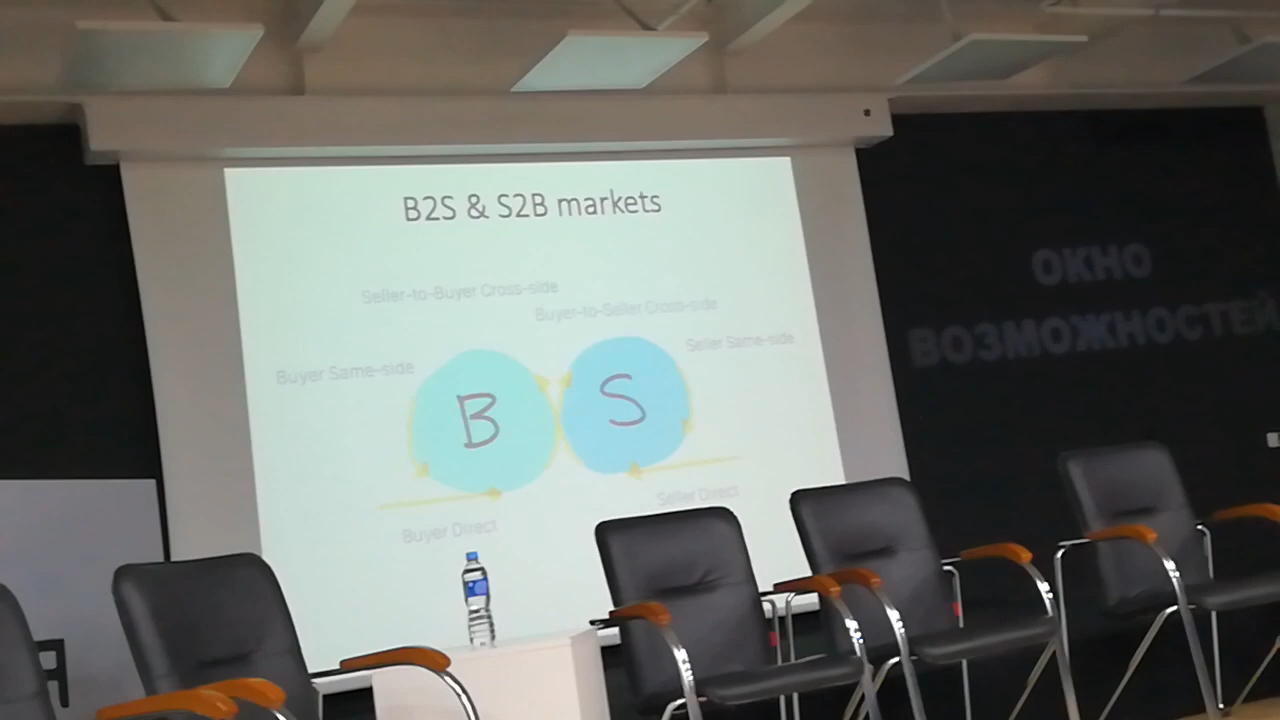 B2S & S2B markets
Seller-to-Buyer Cross-side
Buyer-to-Seller Cross-side
Seller Same-side
Buyer Same-side
B
S
Seller Direct
Buyer Direct
ОКНО
ВОЗМОЖНОСТЕЙ